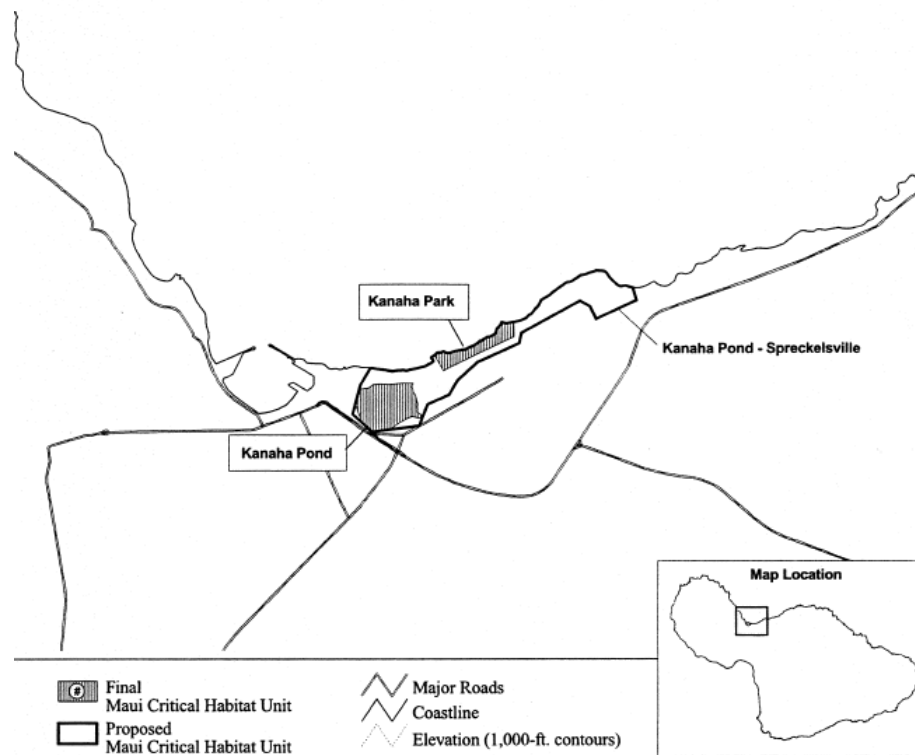 Kanaha Park
Kanaha Pond - Spreckelsville
Kanaha Pond
Map Location
#
Final
Maui Critical Habitat Unit
Proposed
Maui Critical Habitat Unit
Major Roads
Coastline
Elevation (1,000-ft. contours)